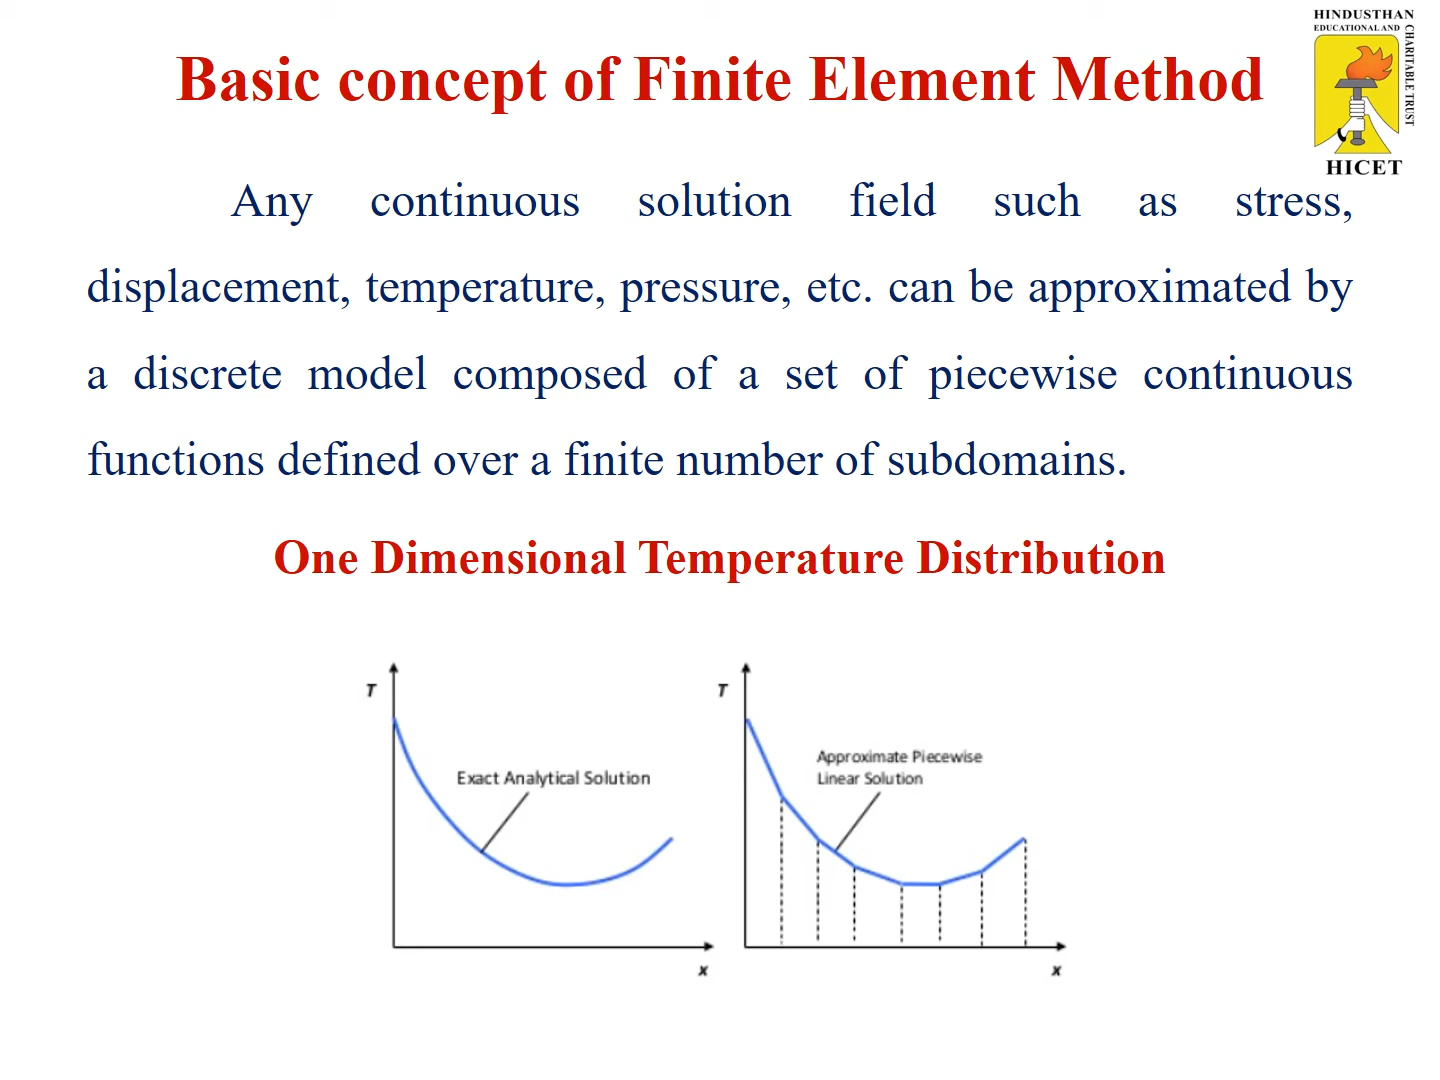 HINDUSTHAN
EDUCATIONAL AND
CHARITABLE TRUST
HICET
Basic concept of Finite Element Method
Any continuous solution field such as stress,
displacement, temperature, pressure, etc. can be approximated by
a discrete model composed of a set of piecewise continuous
functions defined over a finite number of subdomains.
One Dimensional Temperature Distribution
T
Exact Analytical Solution
x
T
Approximate Piecewise
Linear Solution
x